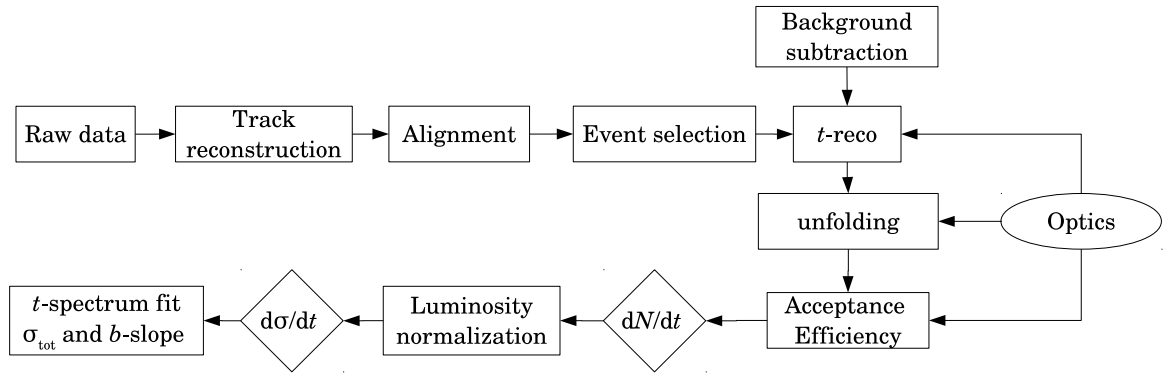 Background
subtraction
Raw data
Track
reconstruction
Alignment
Event selection
t-reco
unfolding
Optics
t-spectrum fit
σtot and b-slope
dσ/dt
Luminosity
normalization
dN/dt
Acceptance
Efficiency